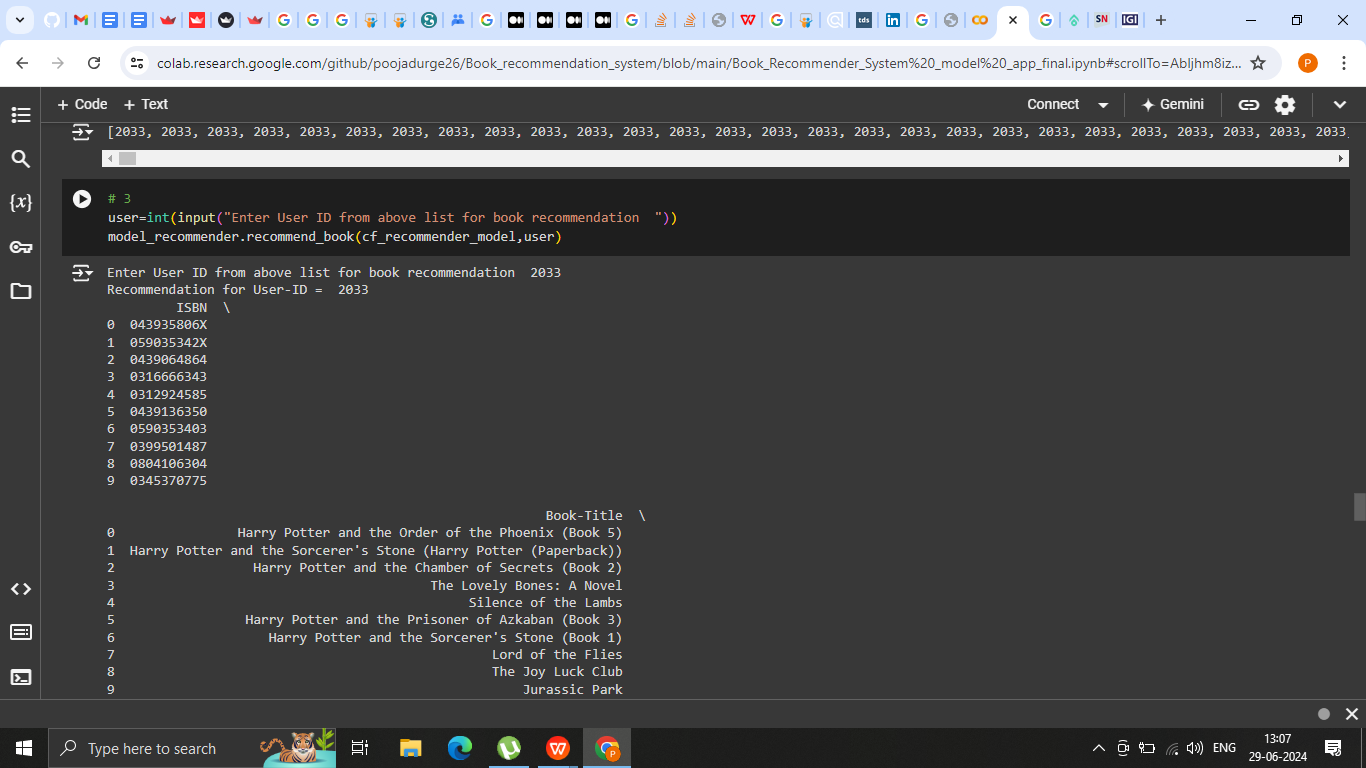 colab.research.google.com/github/poojadurge26/Book_recommendation_system/blob/main/Book_Recommender_System%20_model%20_app_final.ipynb#scrollTo=Abljhm8iz...
P
+ Code + Text
Connect
Gemini
[2033, 2033, 2033, 2033, 2033, 2033, 2033, 2033, 2033, 2033, 2033, 2033, 2033, 2033, 2033, 2033, 2033, 2033, 2033, 2033, 2033, 2033, 2033, 2033, 2033, 2033, 2033,
# 3
user=int(input("Enter User ID from above list for book recommendation  "))
model_recommender.recommend_book(cf_recommender_model,user)
Enter User ID from above list for book recommendation  2033
Recommendation for User-ID =  2033
ISBN  \
0  043935806X
1  059035342X
2  0439064864
3  0316666343
4  0312924585
5  0439136350
6  0590353403
7  0399501487
8  0804106304
9  0345370775
Book-Title  \
0  Harry Potter and the Order of the Phoenix (Book 5)
1  Harry Potter and the Sorcerer's Stone (Harry Potter (Paperback))
2  Harry Potter and the Chamber of Secrets (Book 2)
3  The Lovely Bones: A Novel
4  Silence of the Lambs
5  Harry Potter and the Prisoner of Azkaban (Book 3)
6  Harry Potter and the Sorcerer's Stone (Book 1)
7  Lord of the Flies
8  The Joy Luck Club
9  Jurassic Park
Type here to search
ENG
13:07
29-06-2024